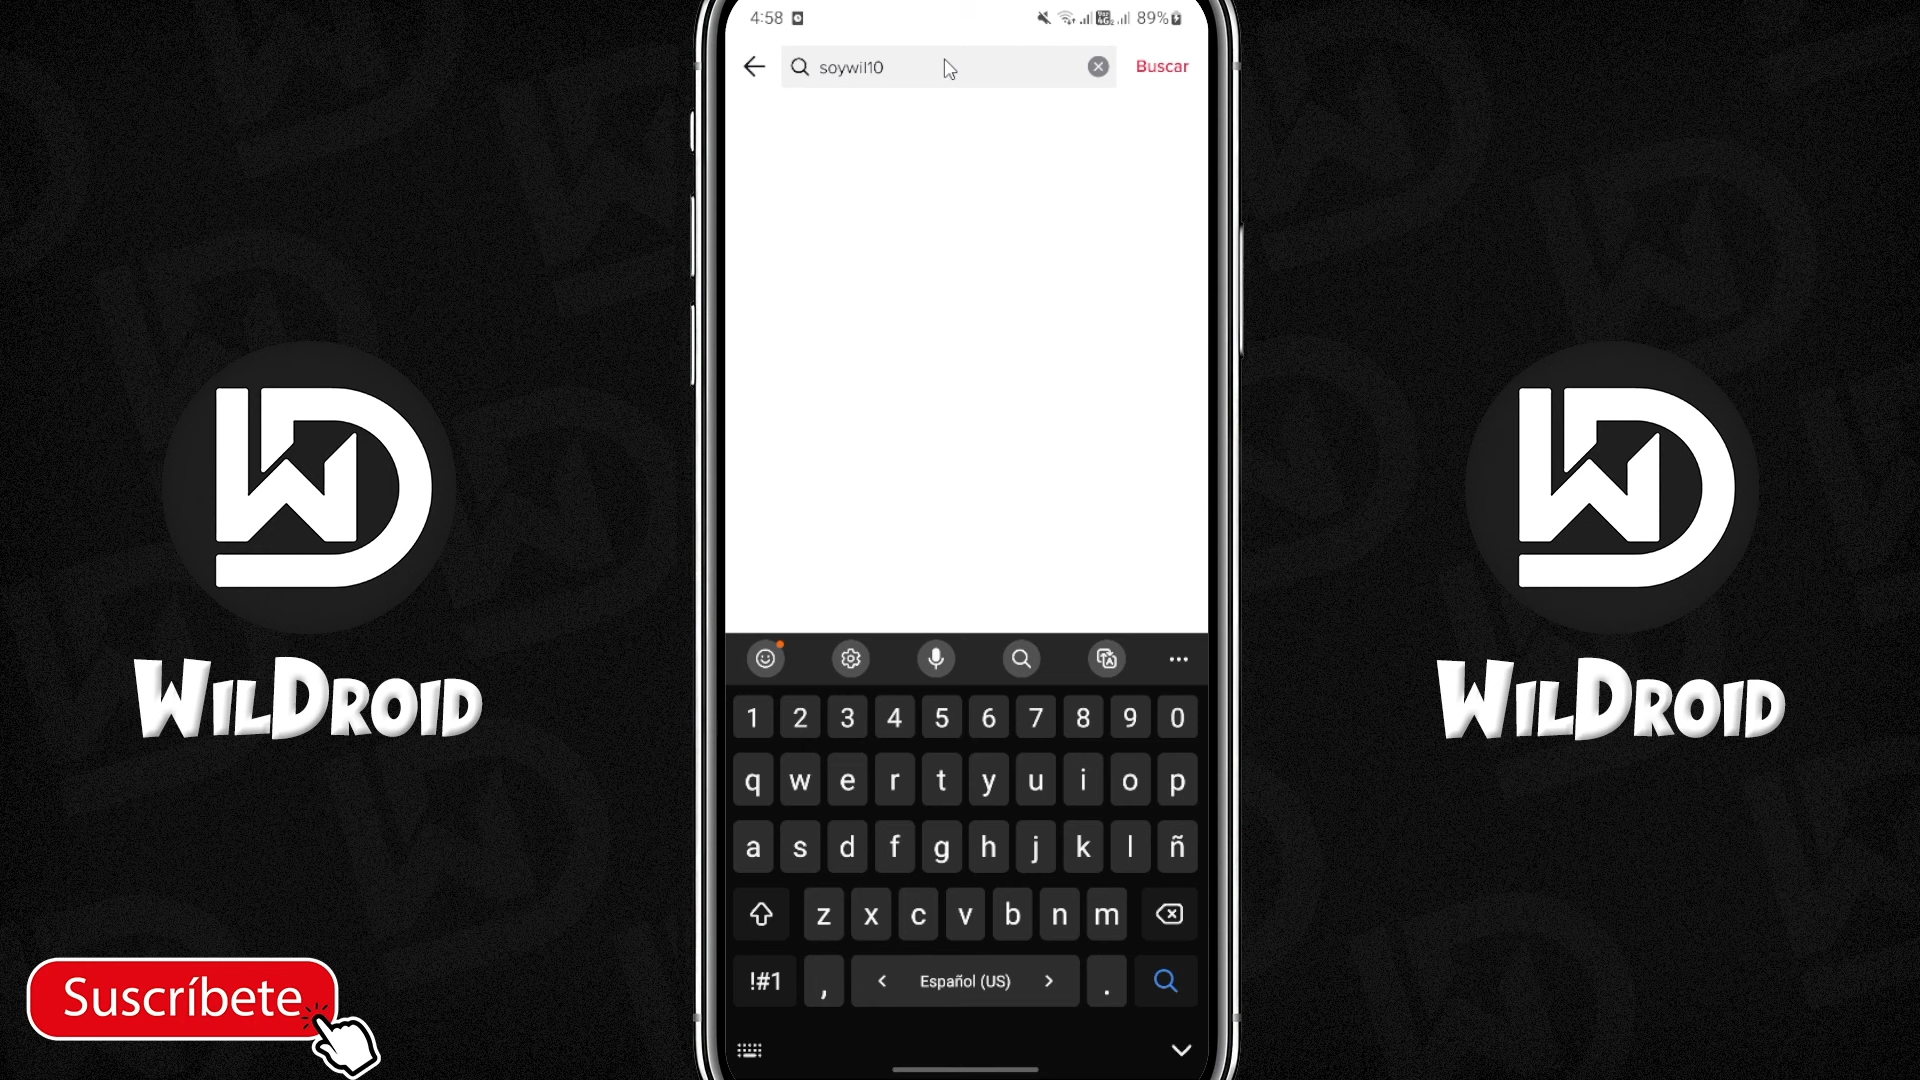 4:58
89%
soywil10
Buscar
WILDROID
WILDROID
1 2 3 4 5 6 7 8 9 0
q w e r t y u i o p
a s d f g h j k l ñ
z x c v b n m
!#1 , < Español (US) > .
Suscríbete